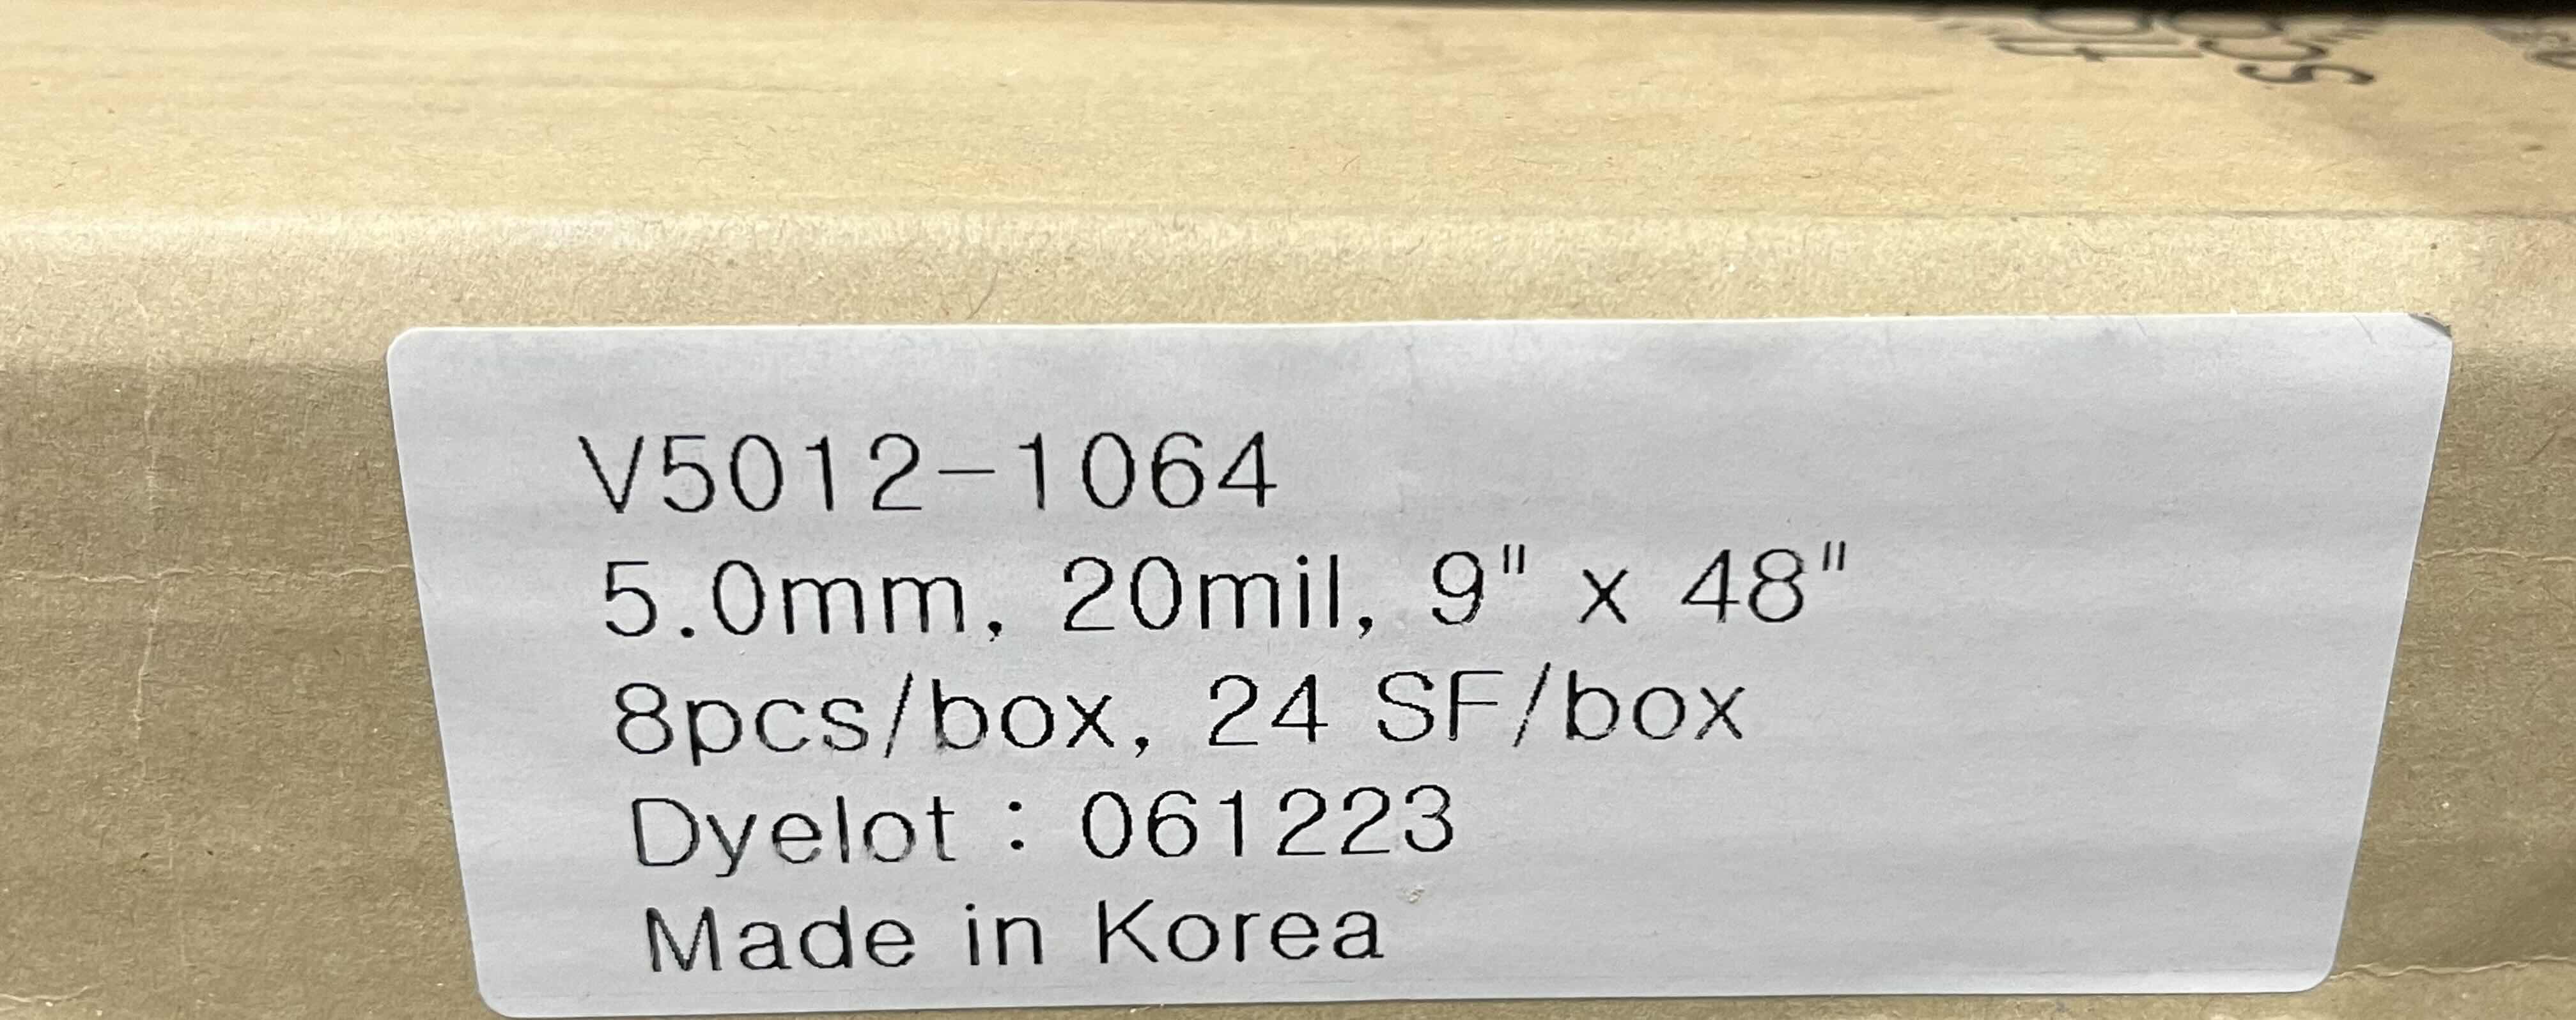 V5012-1064
5.0mm, 20mil, 9" x 48"
8pcs/box, 24 SF/box
Dyelot : 061223
Made in Korea